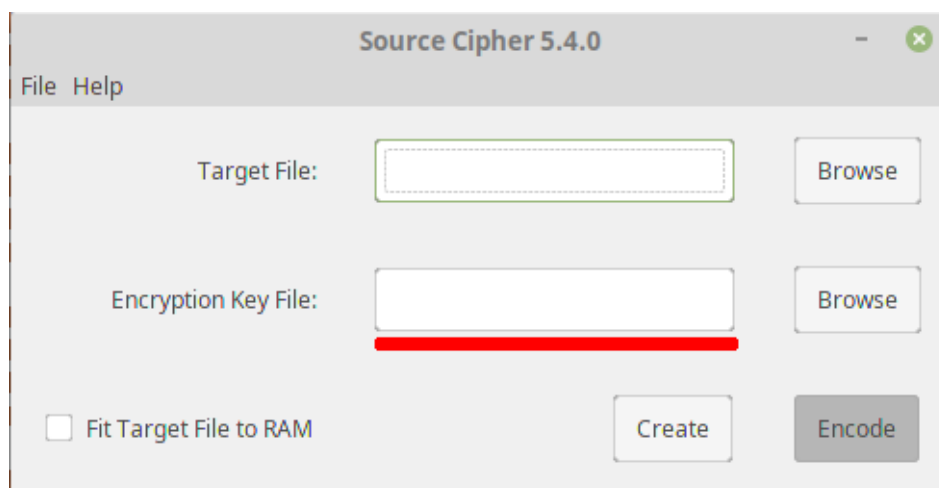 Source Cipher 5.4.0
File Help
Target File: Browse
Encryption Key File: Browse
Fit Target File to RAM Create Encode